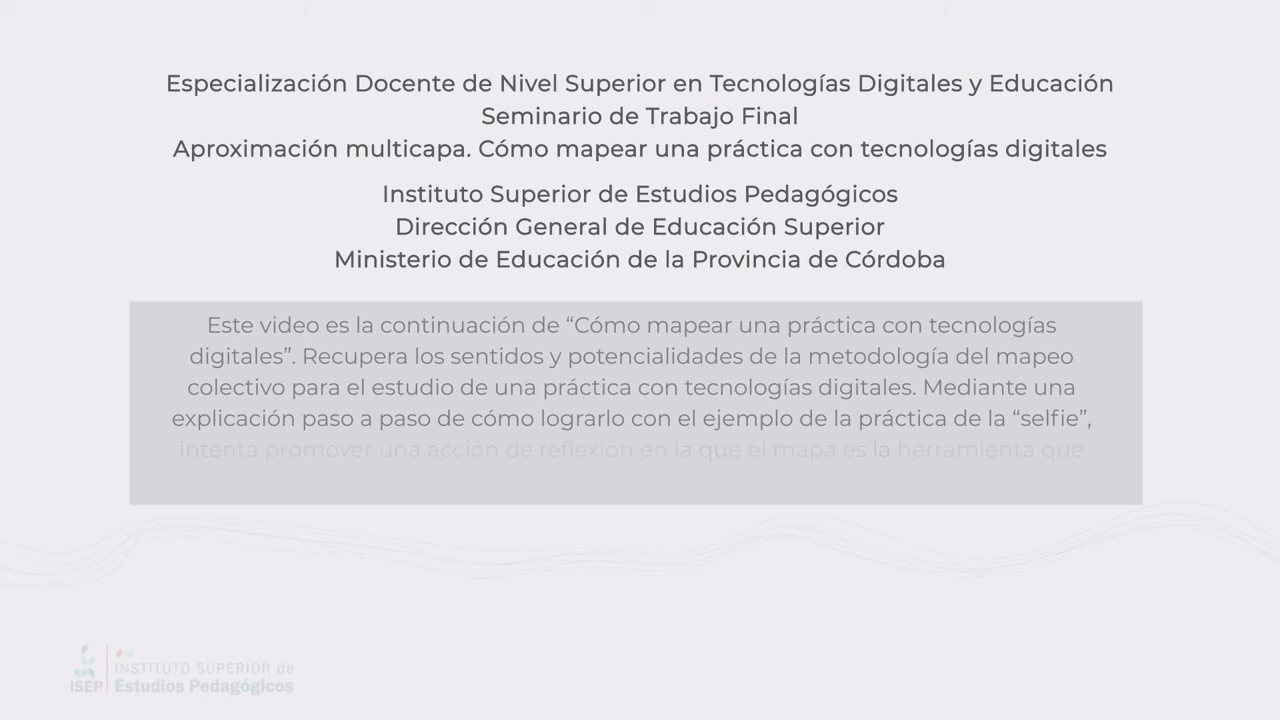 Especialización Docente de Nivel Superior en Tecnologías Digitales y Educación
Seminario de Trabajo Final
Aproximación multicapa. Cómo mapear una práctica con tecnologías digitales
Instituto Superior de Estudios Pedagógicos
Dirección General de Educación Superior
Ministerio de Educación de la Provincia de Córdoba
Este video es la continuación de “Cómo mapear una práctica con tecnologías
digitales”. Recupera los sentidos y potencialidades de la metodología del mapeo
colectivo para el estudio de una práctica con tecnologías digitales. Mediante una
explicación paso a paso de cómo lograrlo con el ejemplo de la práctica de la “selfie”,
intenta promover una acción de reflexión en la que el mapa es la herramienta que
ISEP
INSTITUTO SUPERIOR de
Estudios Pedagógicos